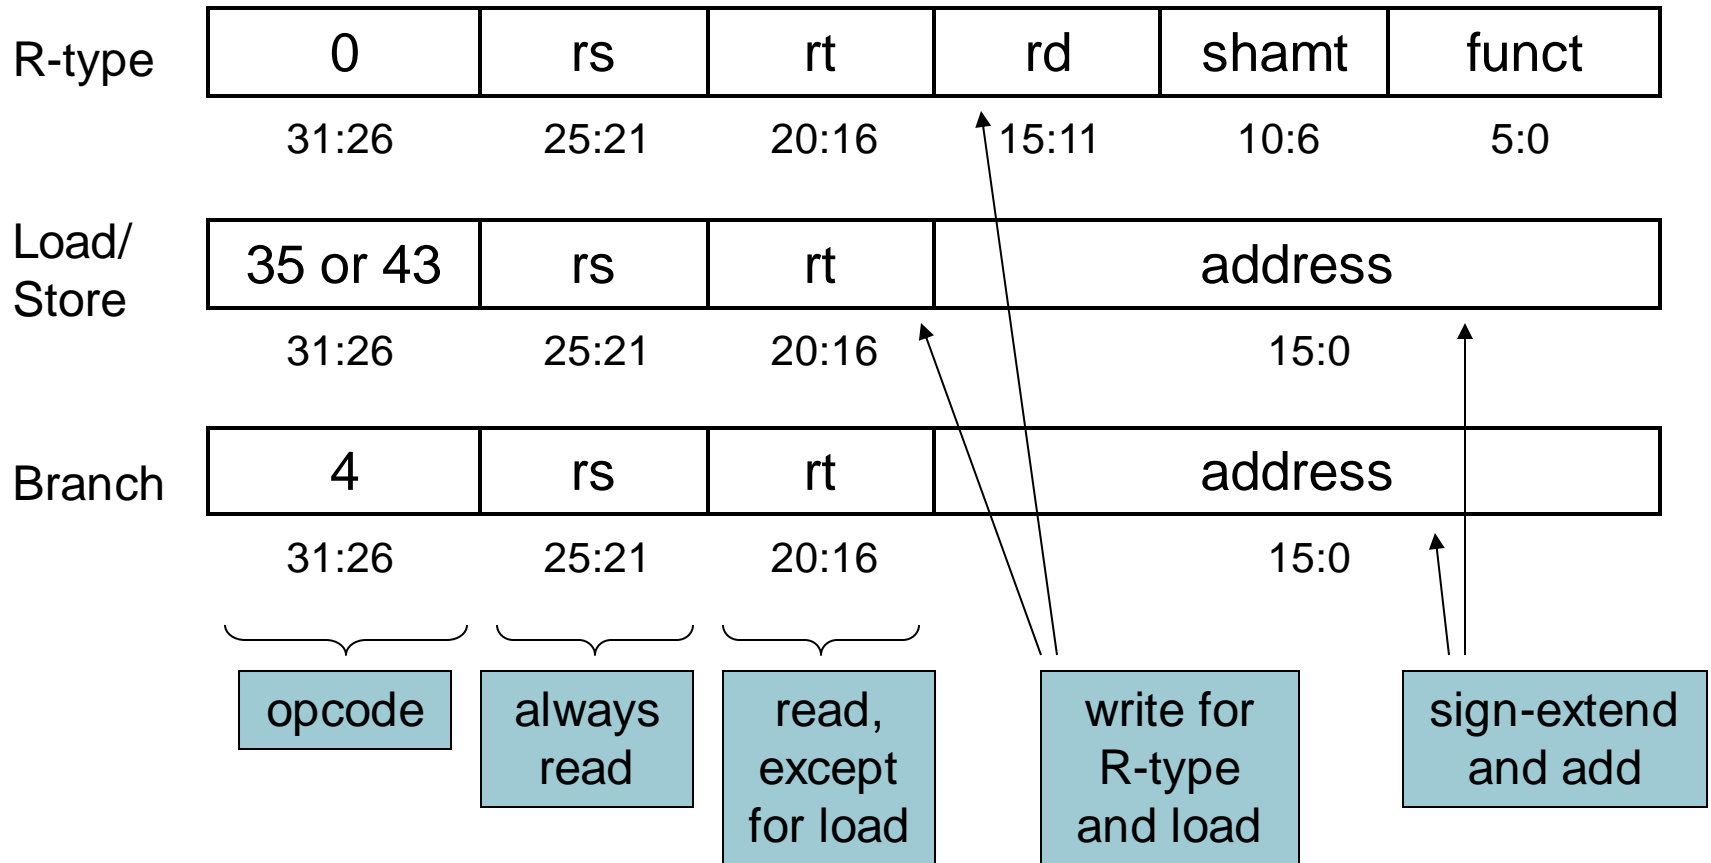 R-type 0 rs rt rd shamt funct
31:26 25:21 20:16 15:11 10:6 5:0
Load/
Store
35 or 43 rs rt address
31:26 25:21 20:16 15:0
Branch 4 rs rt address
31:26 25:21 20:16 15:0
opcode
always
read
read,
except
for load
write for
R-type
and load
sign-extend
and add